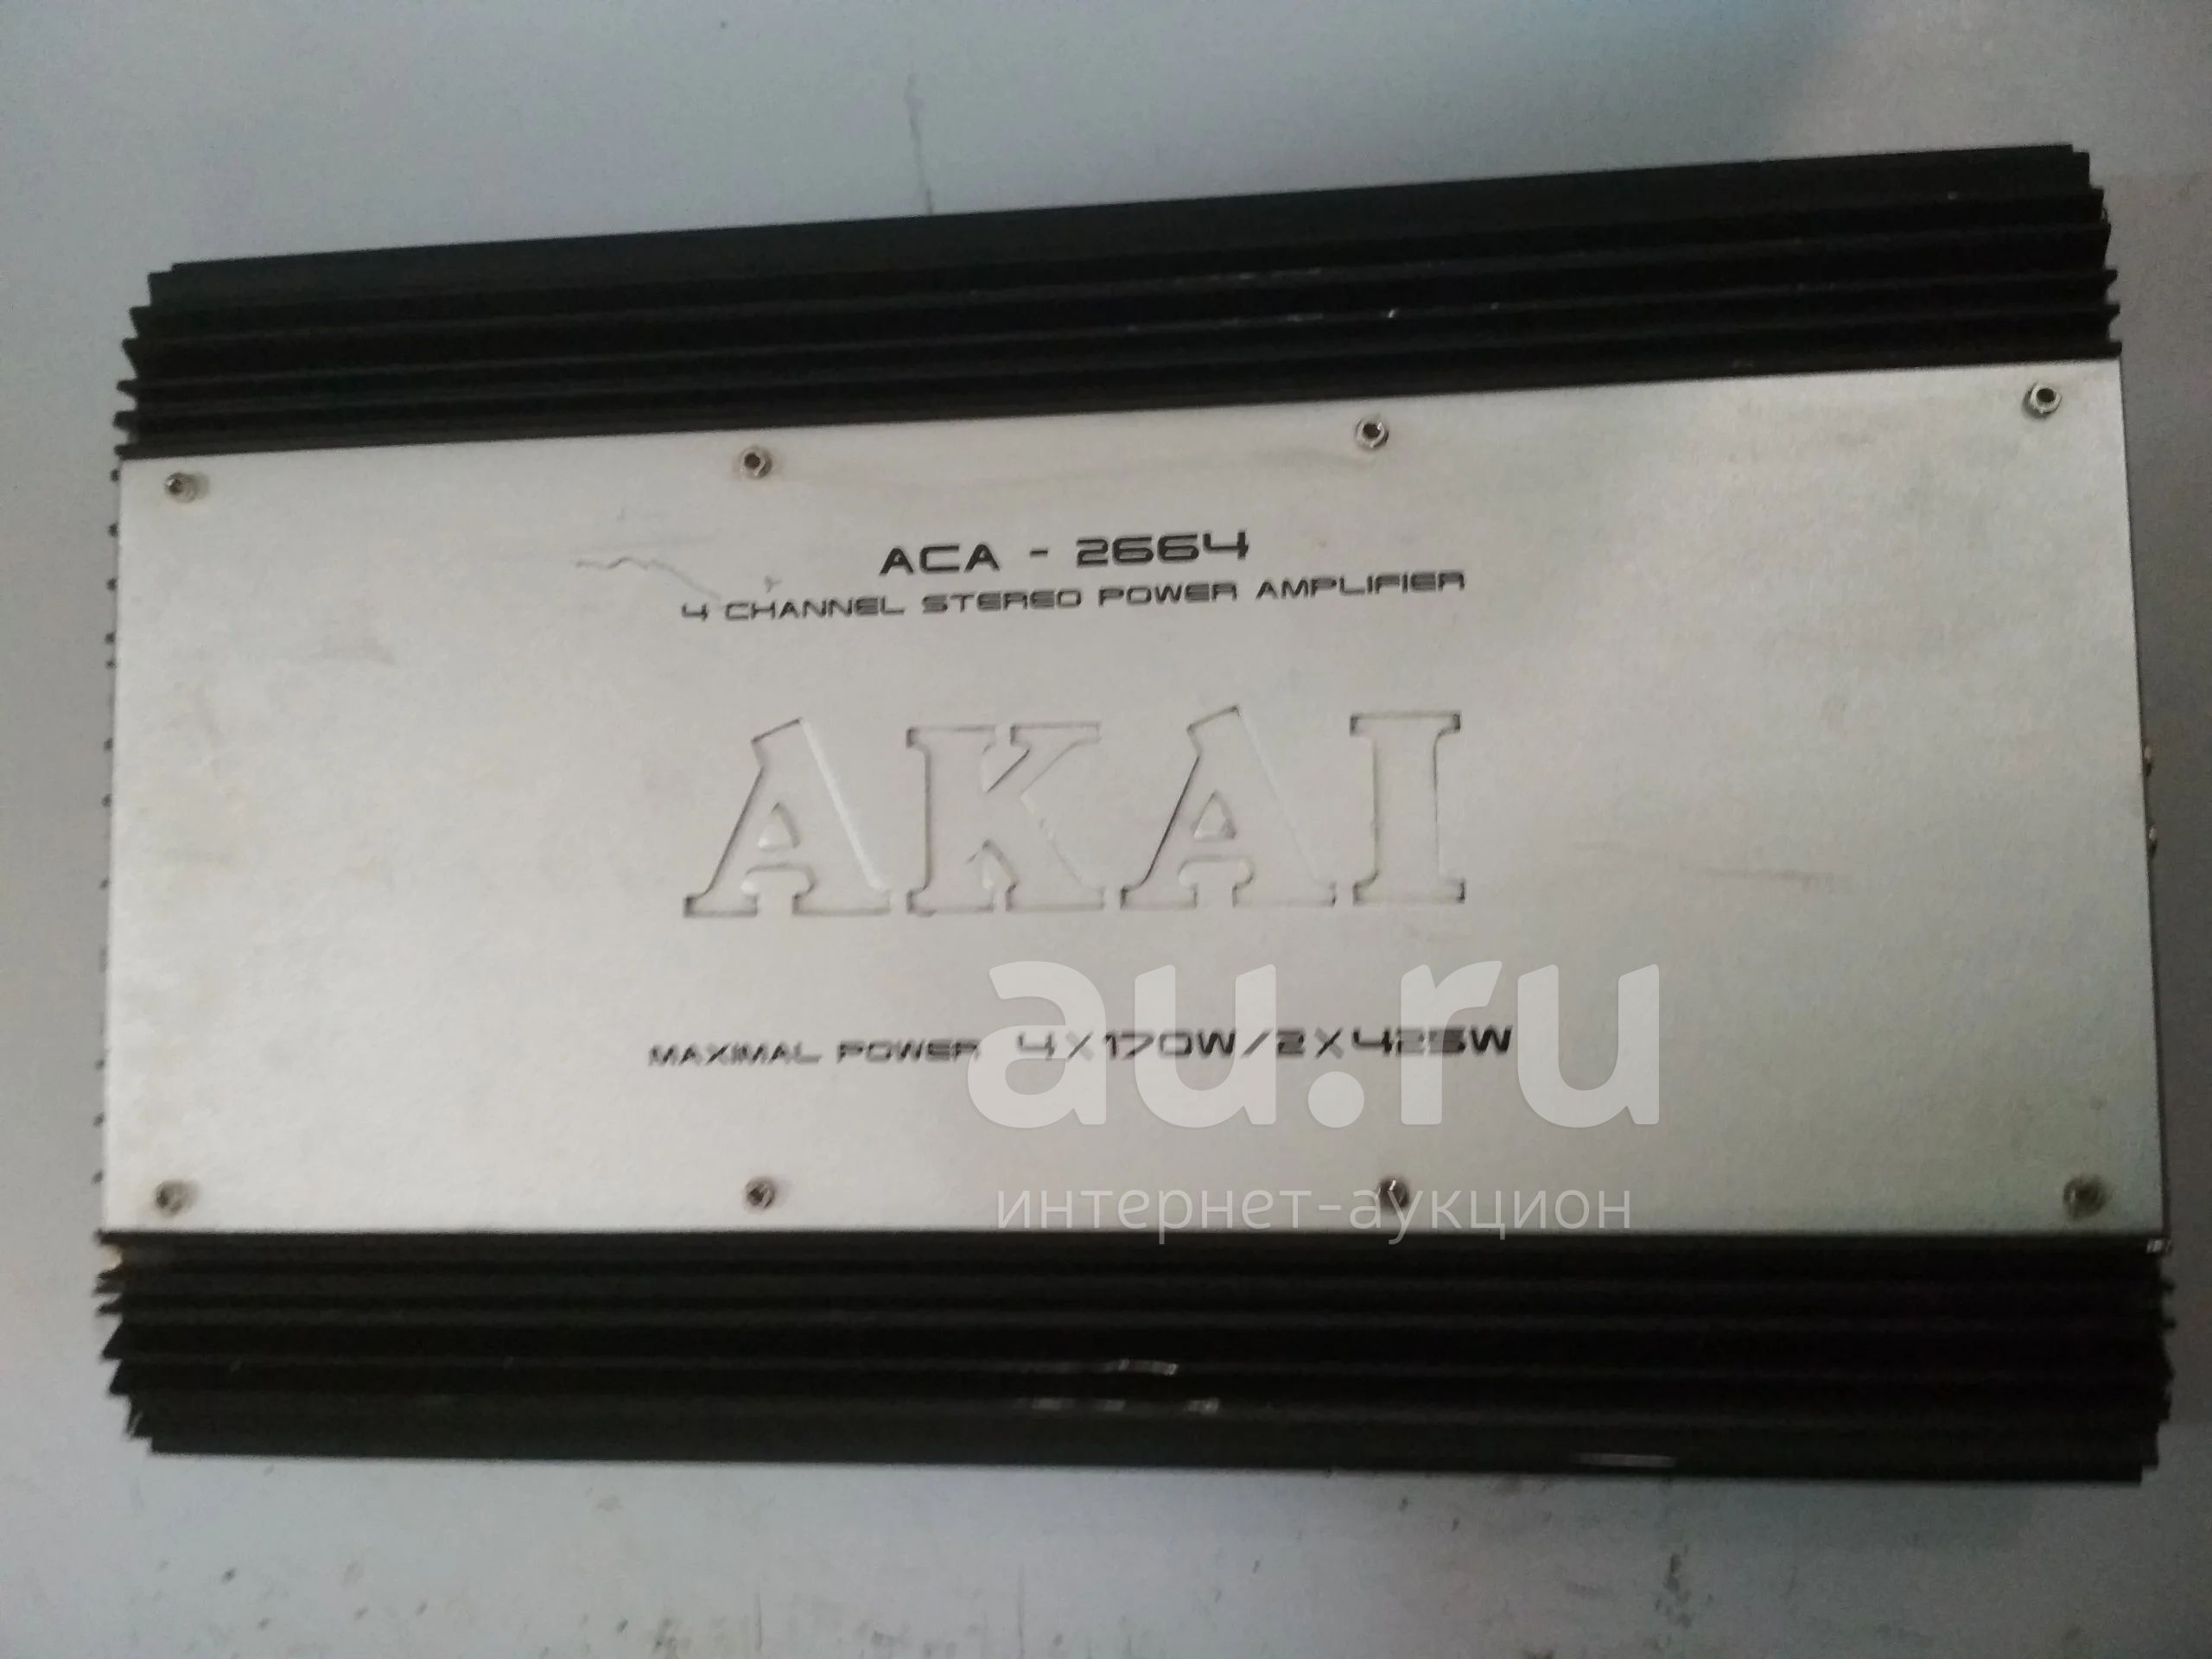 ACA - 2664
4 CHANNEL STEREO POWER AMPLIFIER
AKAI
MAXIMAL POWER 4X170W/2X425W
au.ru
интернет-аукцион